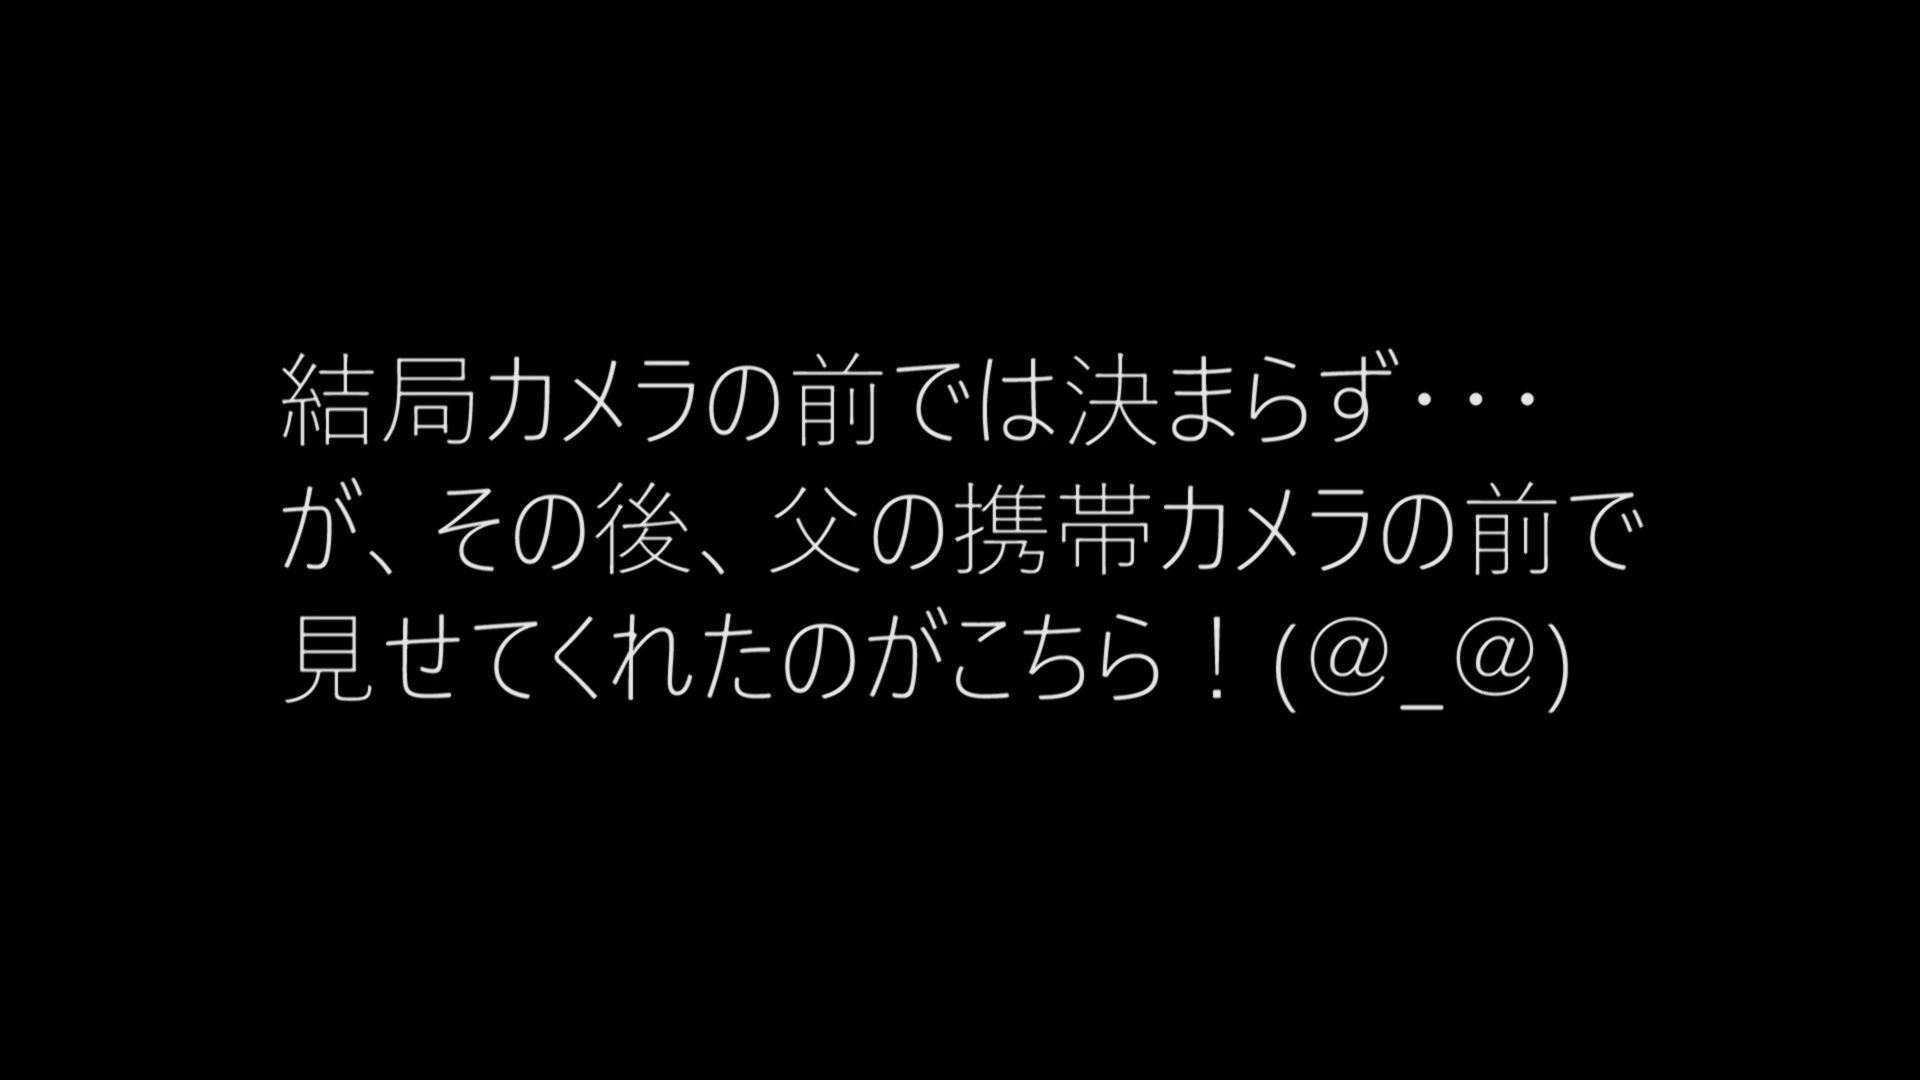 結局カメラの前では決まらず・・・
が、その後、父の携帯カメラの前で
見せてくれたのがこちら！(@_@)